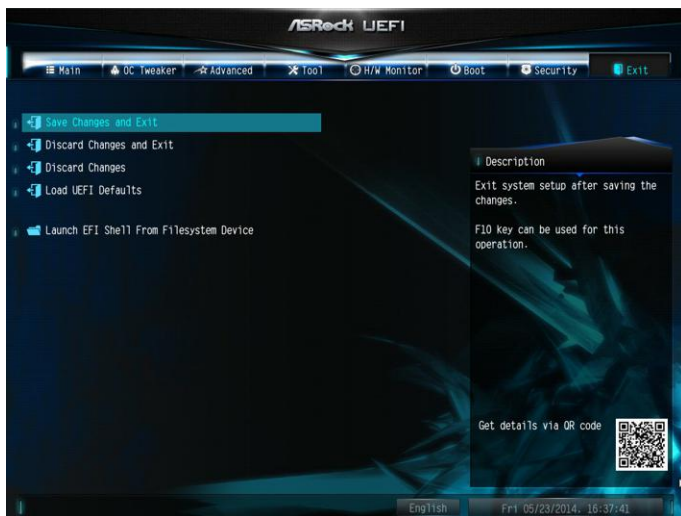 ASRock UEFI
Main OC Tweaker Advanced Tool H/W Monitor Boot Security Exit
Save Changes and Exit
Discard Changes and Exit
Discard Changes
Load UEFI Defaults
Launch EFI Shell From Filesystem Device
Description
Exit system setup after saving the
changes.
F10 key can be used for this
operation.
Get details via QR code
English Fri 05/23/2014, 16:37:41